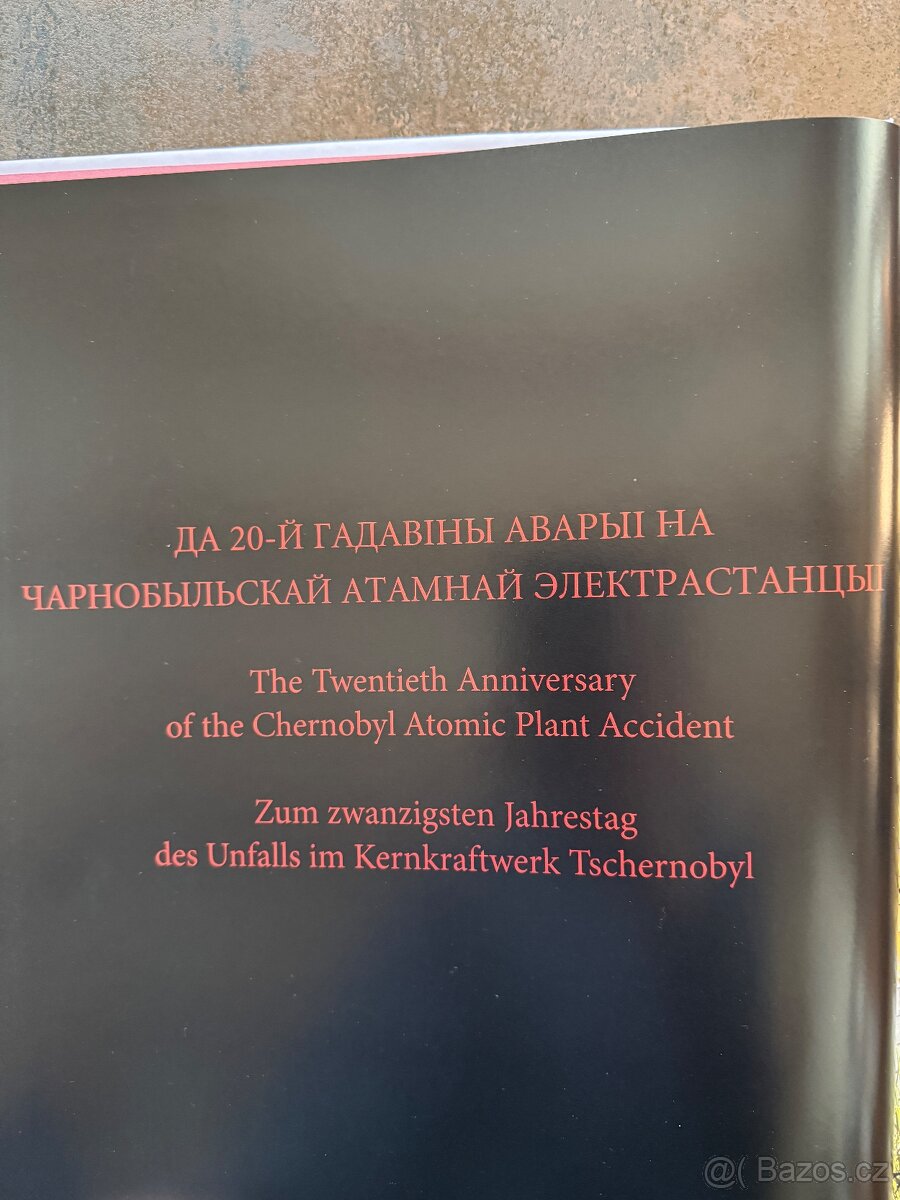 ДА 20-Й ГАДАВІНЫ АВАРЫІ НА
ЧАРНОБЫЛЬСКАЙ АТАМНАЙ ЭЛЕКТРАСТАНЦЫІ
The Twentieth Anniversary
of the Chernobyl Atomic Plant Accident
Zum zwanzigsten Jahrestag
des Unfalls im Kernkraftwerk Tschernobyl
@( Bazos.cz